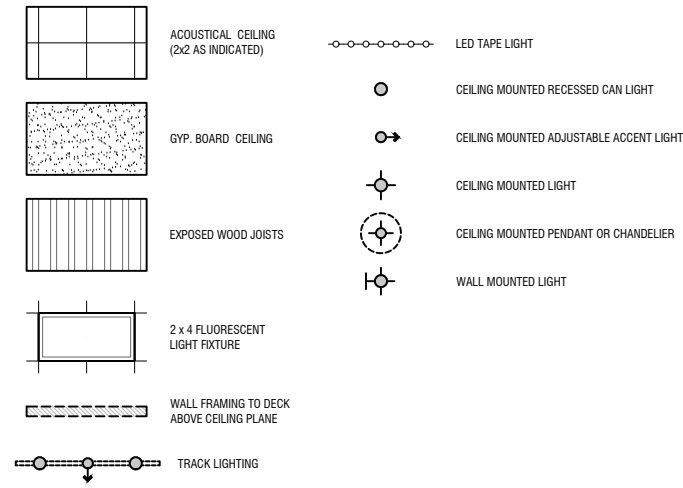 ACOUSTICAL CEILING
(2x2 AS INDICATED)
GYP. BOARD CEILING
EXPOSED WOOD JOISTS
2 x 4 FLUORESCENT
LIGHT FIXTURE
WALL FRAMING TO DECK
ABOVE CEILING PLANE
TRACK LIGHTING
LED TAPE LIGHT
CEILING MOUNTED RECESSED CAN LIGHT
CEILING MOUNTED ADJUSTABLE ACCENT LIGHT
CEILING MOUNTED LIGHT
CEILING MOUNTED PENDANT OR CHANDELIER
WALL MOUNTED LIGHT